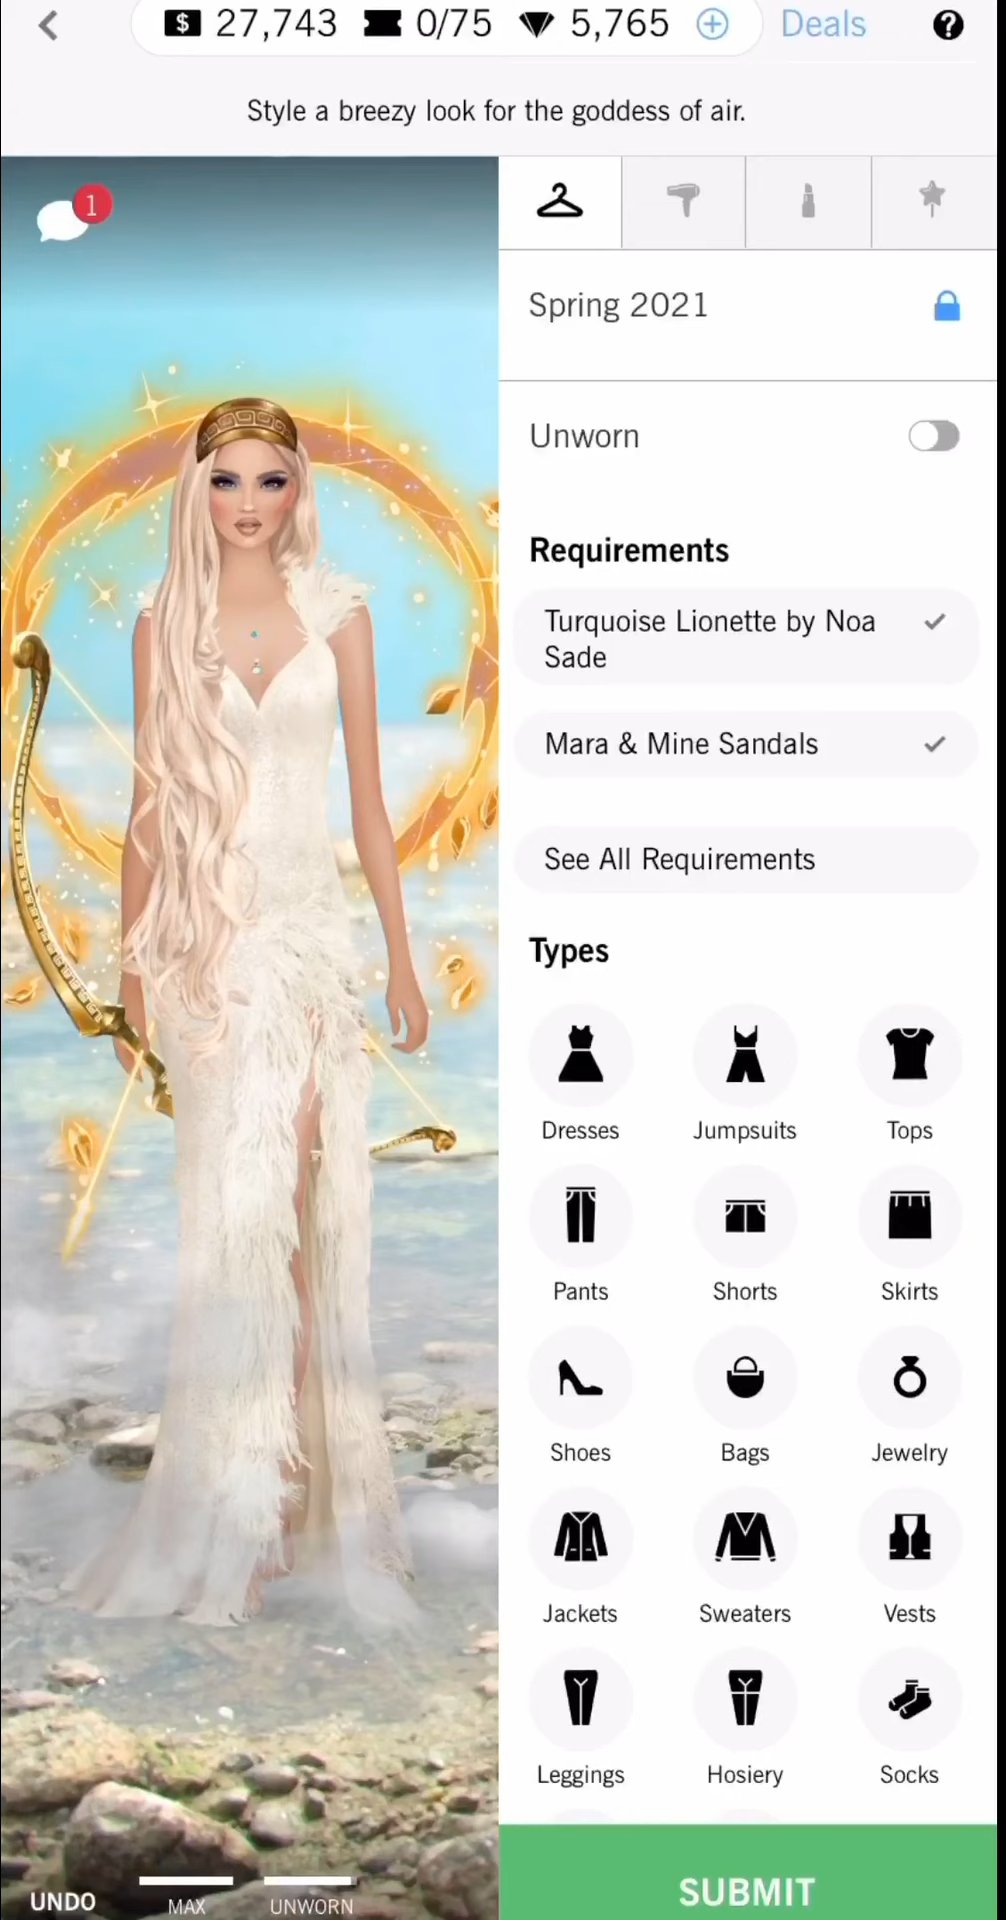 $ 27,743 0/75 5,765 + Deals ?
Style a breezy look for the goddess of air.
1
Spring 2021
Unworn
Requirements
Turquoise Lionette by Noa
Sade
Mara & Mine Sandals
See All Requirements
Types
Dresses Jumpsuits Tops
Pants Shorts Skirts
Shoes Bags Jewelry
Jackets Sweaters Vests
Leggings Hosiery Socks
UNDO MAX UNWORN
SUBMIT